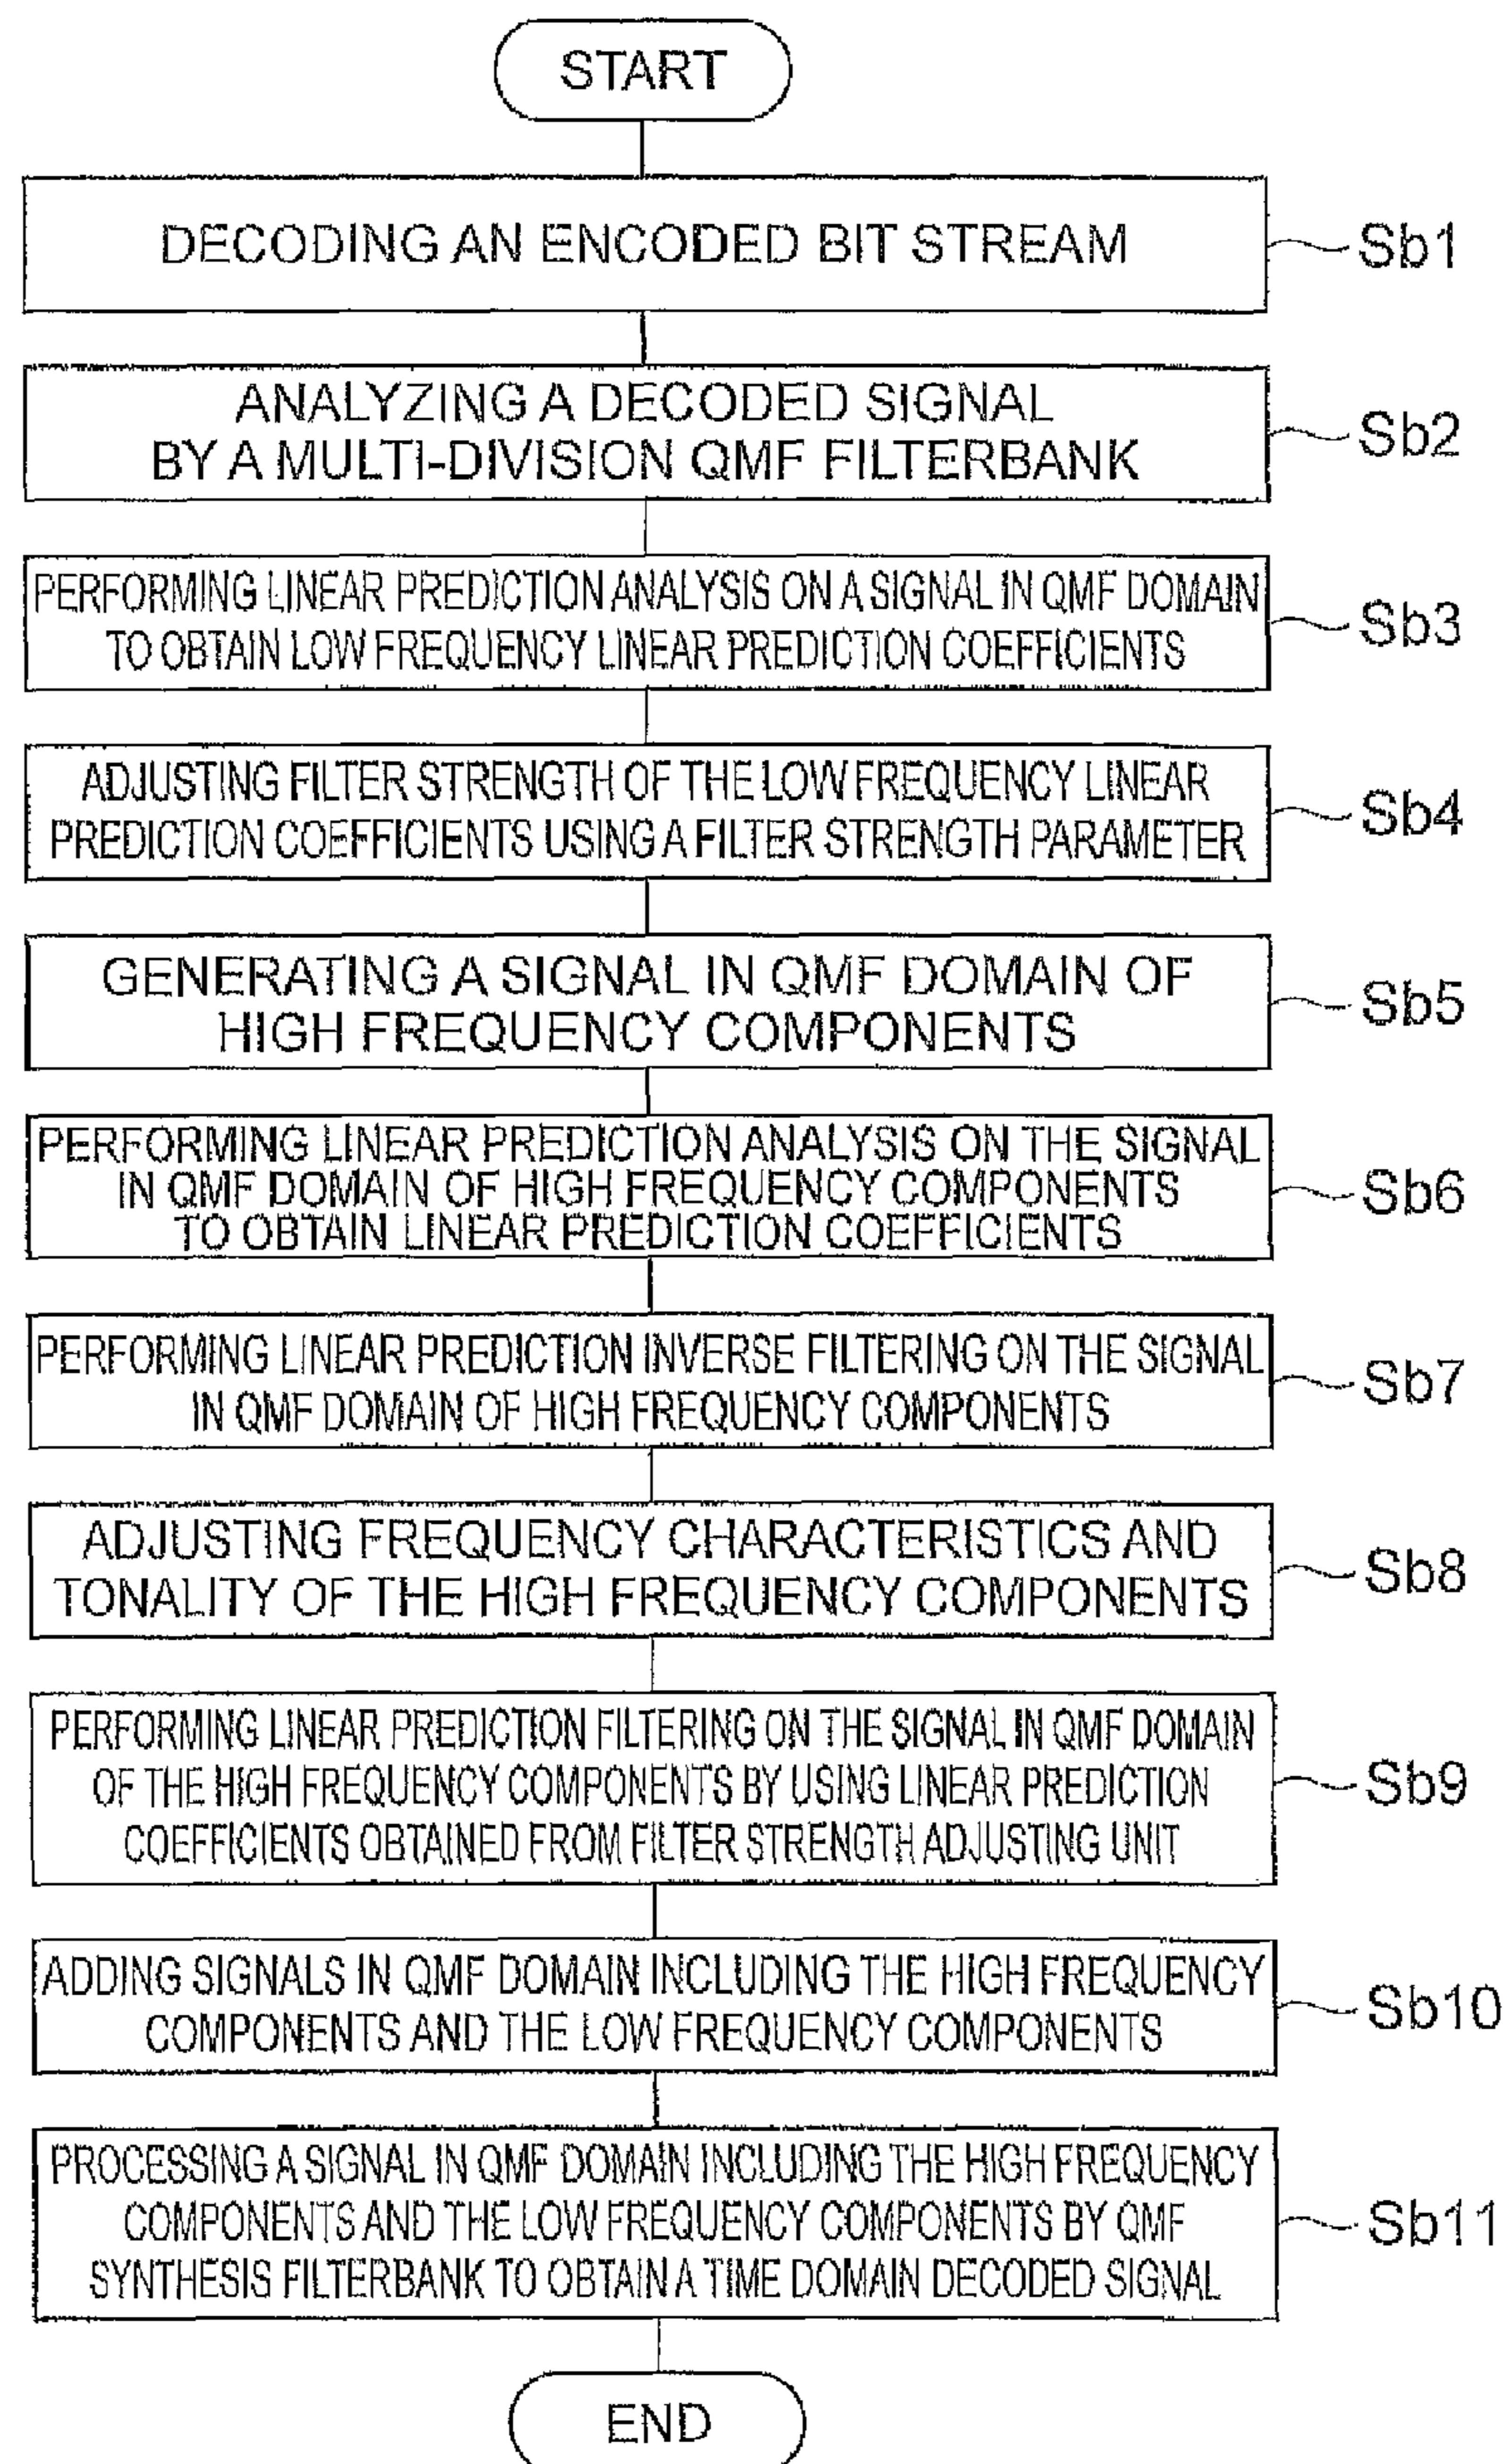 START
DECODING AN ENCODED BIT STREAM
Sb1
ANALYZING A DECODED SIGNAL
BY A MULTI-DIVISION QMF FILTERBANK
Sb2
PERFORMING LINEAR PREDICTION ANALYSIS ON A SIGNAL IN QMF DOMAIN
TO OBTAIN LOW FREQUENCY LINEAR PREDICTION COEFFICIENTS
Sb3
ADJUSTING FILTER STRENGTH OF THE LOW FREQUENCY LINEAR
PREDICTION COEFFICIENTS USING A FILTER STRENGTH PARAMETER
Sb4
GENERATING A SIGNAL IN QMF DOMAIN OF
HIGH FREQUENCY COMPONENTS
Sb5
PERFORMING LINEAR PREDICTION ANALYSIS ON THE SIGNAL
IN QMF DOMAIN OF HIGH FREQUENCY COMPONENTS
TO OBTAIN LINEAR PREDICTION COEFFICIENTS
Sb6
PERFORMING LINEAR PREDICTION INVERSE FILTERING ON THE SIGNAL
IN QMF DOMAIN OF HIGH FREQUENCY COMPONENTS
Sb7
ADJUSTING FREQUENCY CHARACTERISTICS AND
TONALITY OF THE HIGH FREQUENCY COMPONENTS
Sb8
PERFORMING LINEAR PREDICTION FILTERING ON THE SIGNAL IN QMF DOMAIN
OF THE HIGH FREQUENCY COMPONENTS BY USING LINEAR PREDICTION
COEFFICIENTS OBTAINED FROM FILTER STRENGTH ADJUSTING UNIT
Sb9
ADDING SIGNALS IN QMF DOMAIN INCLUDING THE HIGH FREQUENCY
COMPONENTS AND THE LOW FREQUENCY COMPONENTS
Sb10
PROCESSING A SIGNAL IN QMF DOMAIN INCLUDING THE HIGH FREQUENCY
COMPONENTS AND THE LOW FREQUENCY COMPONENTS BY QMF
SYNTHESIS FILTERBANK TO OBTAIN A TIME DOMAIN DECODED SIGNAL
Sb11
END